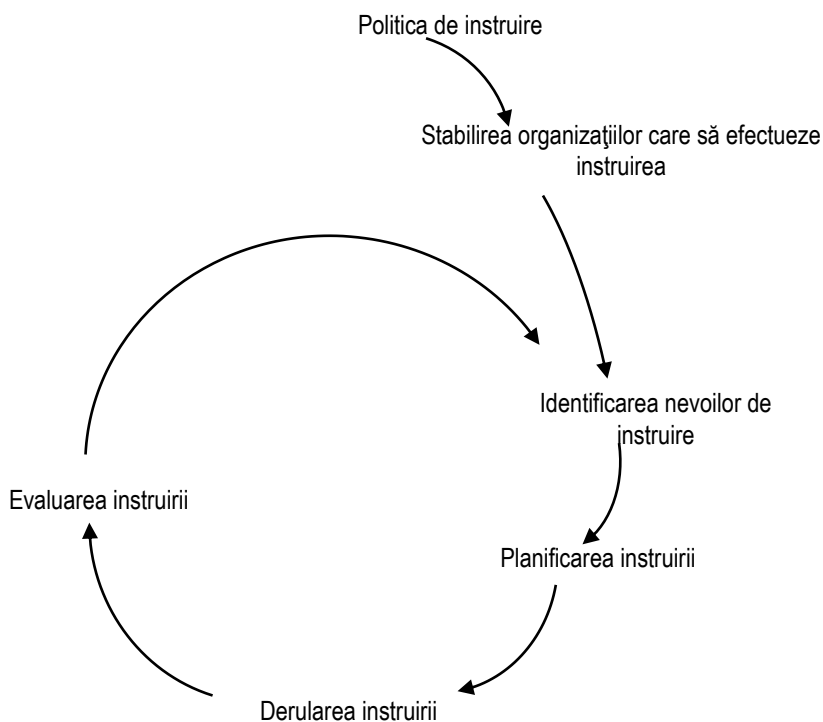 Politica de instruire
Stabilirea organizaţiilor care să efectueze
instruirea
Identificarea nevoilor de
instruire
Evaluarea instruirii
Planificarea instruirii
Derularea instruirii